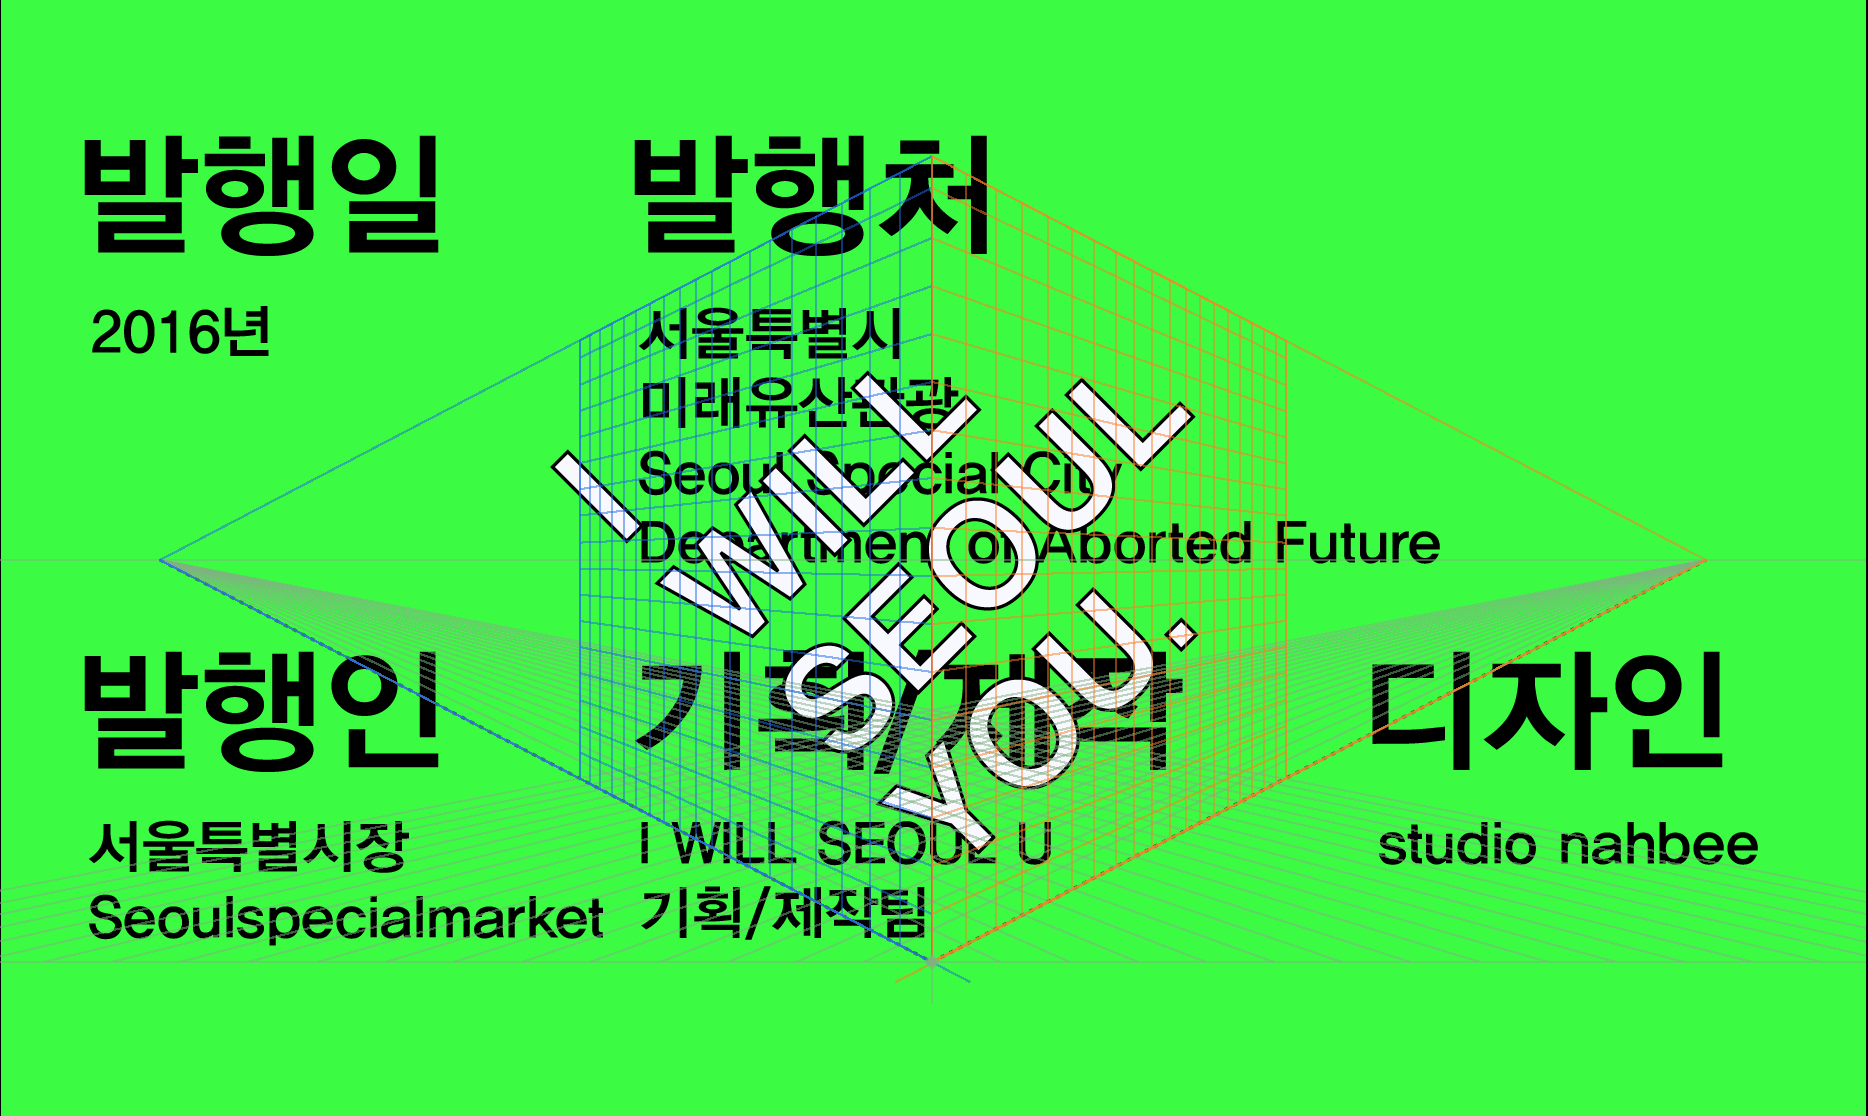 발행일
2016년
발행처
서울특별시
미래유산관광
Seoul Special City
Department of Aborted Future
I
WILL
SEOUL
YOU.
발행인
서울특별시장
Seoulspecialmarket
기획/제작
I WILL SEOUL U
기획/제작팀
디자인
studio nahbee